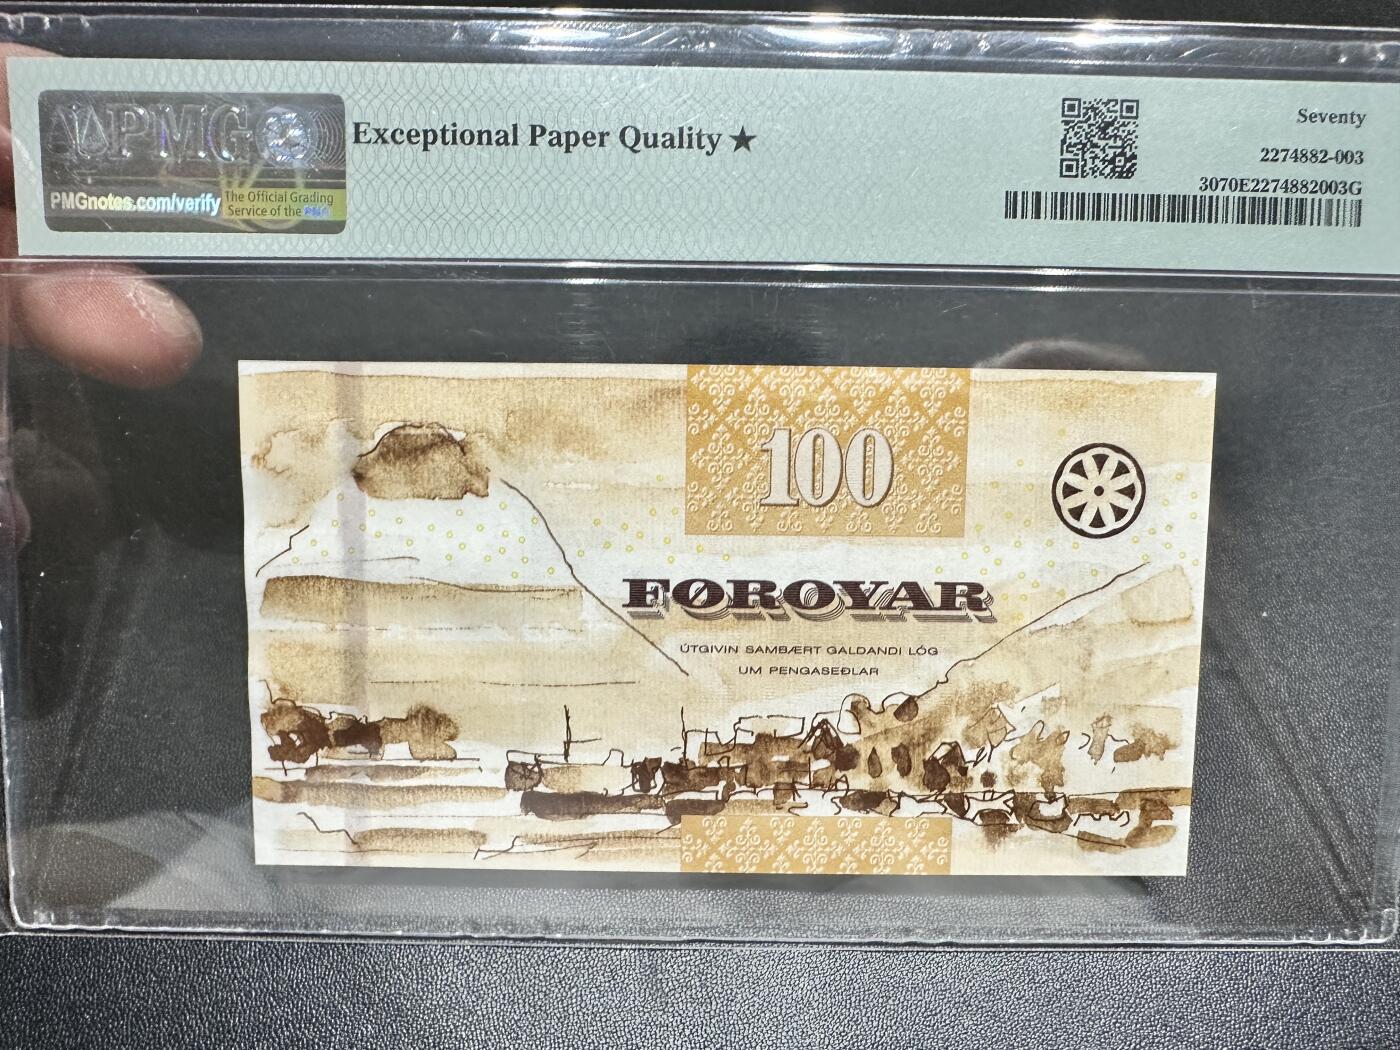 PMG
PMGnotes.com/verify
The Official Grading
Service of the PNG
Exceptional Paper Quality ★
Seventy
2274882-003
3070E2274882003G
100
FØROYAR
ÚTGIVIN SAMBÆRT GALDANDI LÓG
UM PENGASEÐLAR